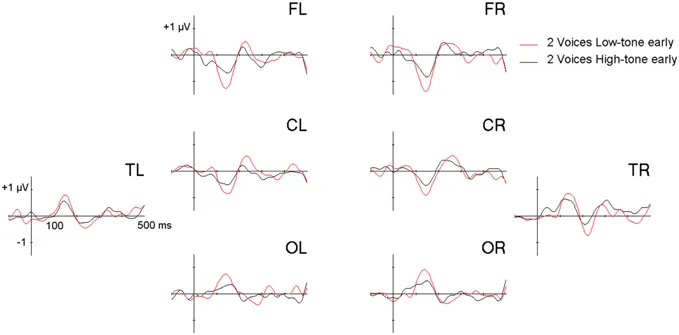 FL
FR
+1 µV
2 Voices Low-tone early
2 Voices High-tone early
CL
CR
TL
TR
+1 µV
100
500 ms
-1
OL
OR